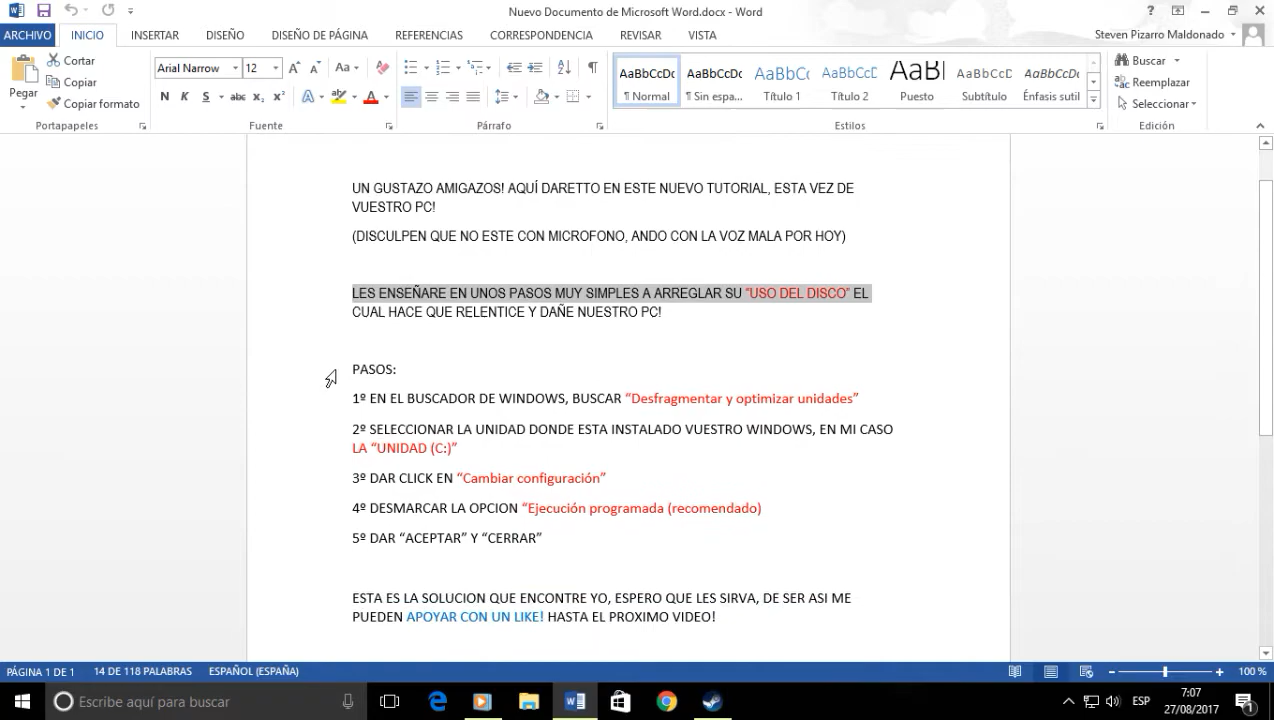 Nuevo Documento de Microsoft Word.docx - Word
ARCHIVO INICIO INSERTAR DISEÑO DISEÑO DE PÁGINA REFERENCIAS CORRESPONDENCIA REVISAR VISTA Steven Pizarro Maldonado
Pegar
Cortar
Copiar
Copiar formato
Portapapeles
Arial Narrow 12 Aa
N K S abc x₂ x² A A
Fuente
Párrafo
AaBbCcDc AaBbCcDc AaBbC AaBbCcC AaBl AaBbCcD AaBbCcDc
¶ Normal ¶ Sin espa... Título 1 Título 2 Puesto Subtítulo Énfasis sutil
Estilos
Buscar
Reemplazar
Seleccionar
Edición
UN GUSTAZO AMIGAZOS! AQUÍ DARETTO EN ESTE NUEVO TUTORIAL, ESTA VEZ DE
VUESTRO PC!
(DISCULPEN QUE NO ESTE CON MICROFONO, ANDO CON LA VOZ MALA POR HOY)
LES ENSEÑARE EN UNOS PASOS MUY SIMPLES A ARREGLAR SU "USO DEL DISCO" EL
CUAL HACE QUE RELENTICE Y DAÑE NUESTRO PC!
PASOS:
1º EN EL BUSCADOR DE WINDOWS, BUSCAR “Desfragmentar y optimizar unidades”
2º SELECCIONAR LA UNIDAD DONDE ESTA INSTALADO VUESTRO WINDOWS, EN MI CASO
LA “UNIDAD (C:)”
3º DAR CLICK EN “Cambiar configuración”
4º DESMARCAR LA OPCION “Ejecución programada (recomendado)
5º DAR “ACEPTAR” Y “CERRAR”
ESTA ES LA SOLUCION QUE ENCONTRE YO, ESPERO QUE LES SIRVA, DE SER ASI ME
PUEDEN APOYAR CON UN LIKE! HASTA EL PROXIMO VIDEO!
PÁGINA 1 DE 1 14 DE 118 PALABRAS ESPAÑOL (ESPAÑA) 100 %
Escribe aquí para buscar
ESP
7:07
27/08/2017
1